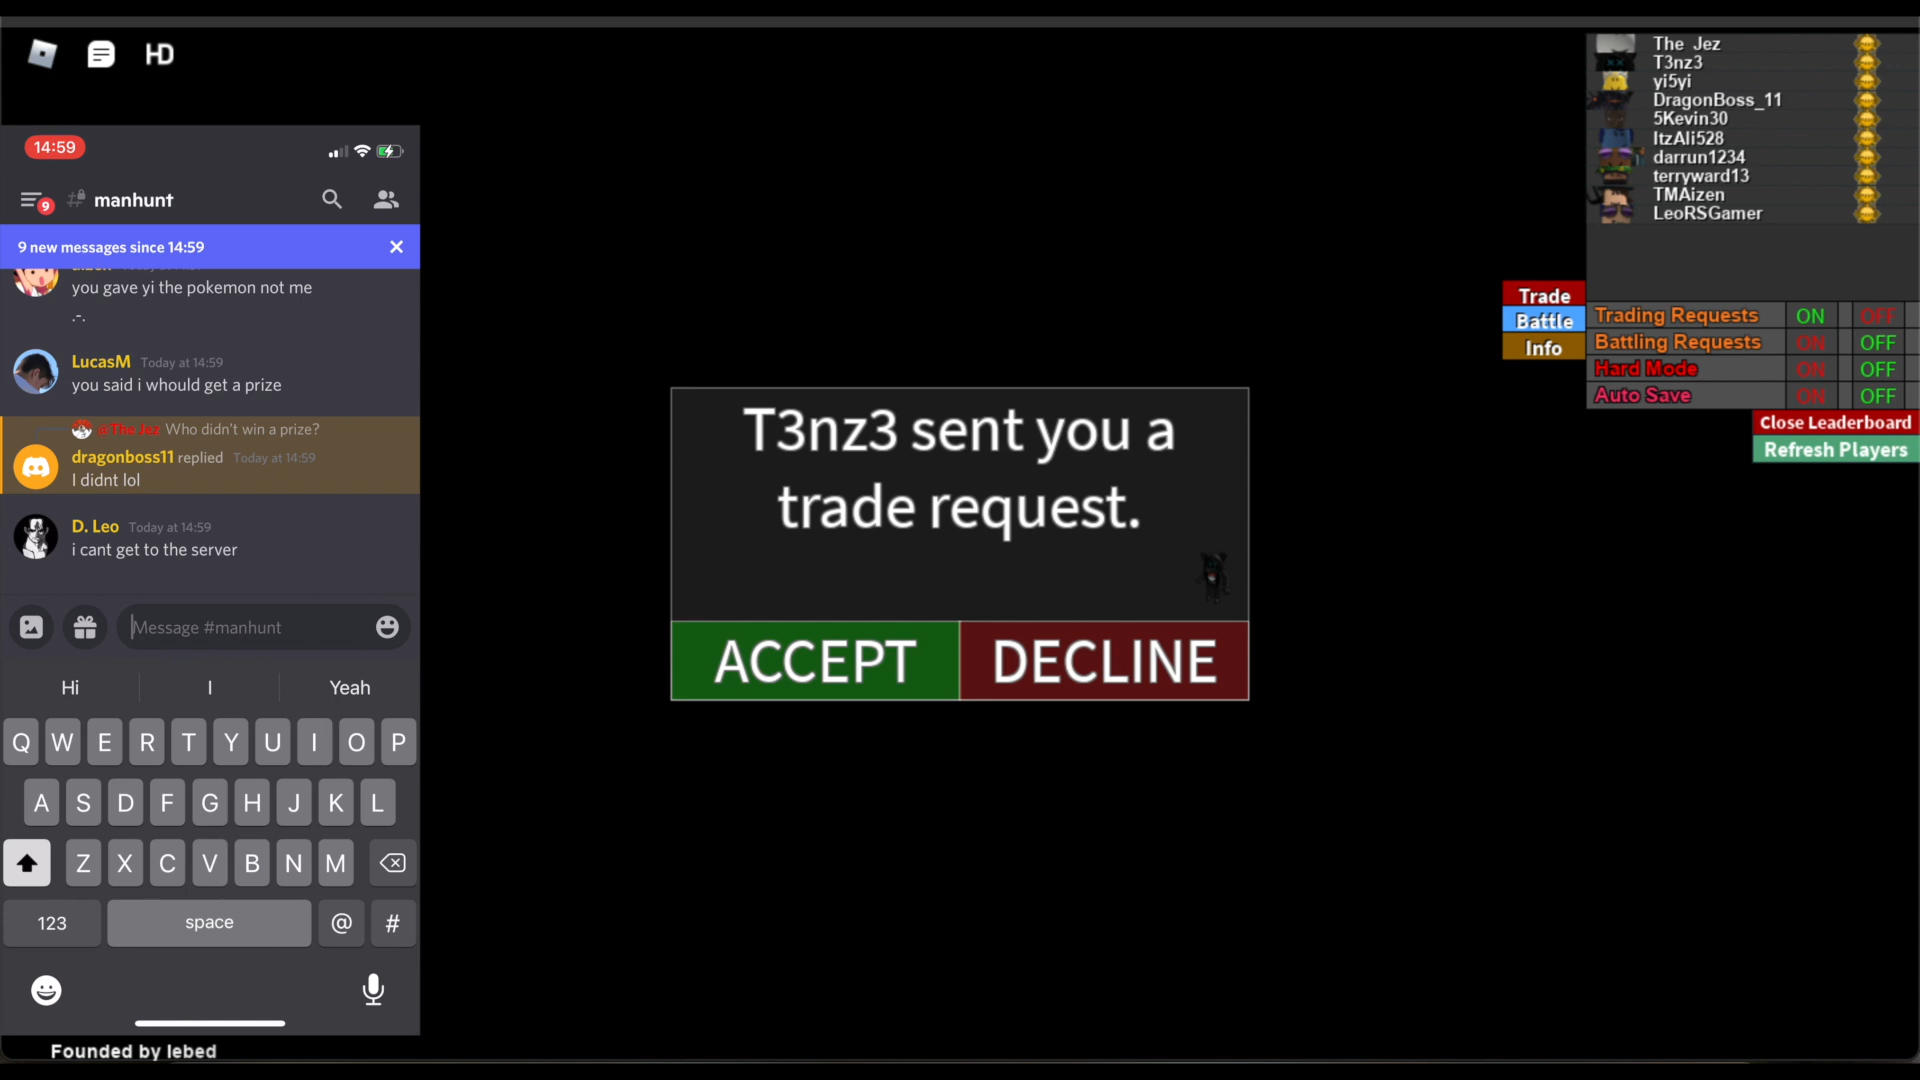 HD
14:59
9
manhunt
9 new messages since 14:59
you gave yi the pokemon not me
.-.
LucasM Today at 14:59
you said i whould get a prize
@The Jez Who didn't win a prize?
dragonboss11 replied Today at 14:59
I didnt lol
D. Leo Today at 14:59
i cant get to the server
Message #manhunt
Hi I Yeah
Q W E R T Y U I O P
A S D F G H J K L
Z X C V B N M
123 space @ #
Founded by lebed
T3nz3 sent you a
trade request.
ACCEPT DECLINE
The Jez
T3nz3
yi5yi
DragonBoss_11
5Kevin30
ItzAli528
darrun1234
terryward13
TMAizen
LeoRSGamer
Trade
Battle
Info
Trading Requests ON OFF
Battling Requests ON OFF
Hard Mode ON OFF
Auto Save ON OFF
Close Leaderboard
Refresh Players